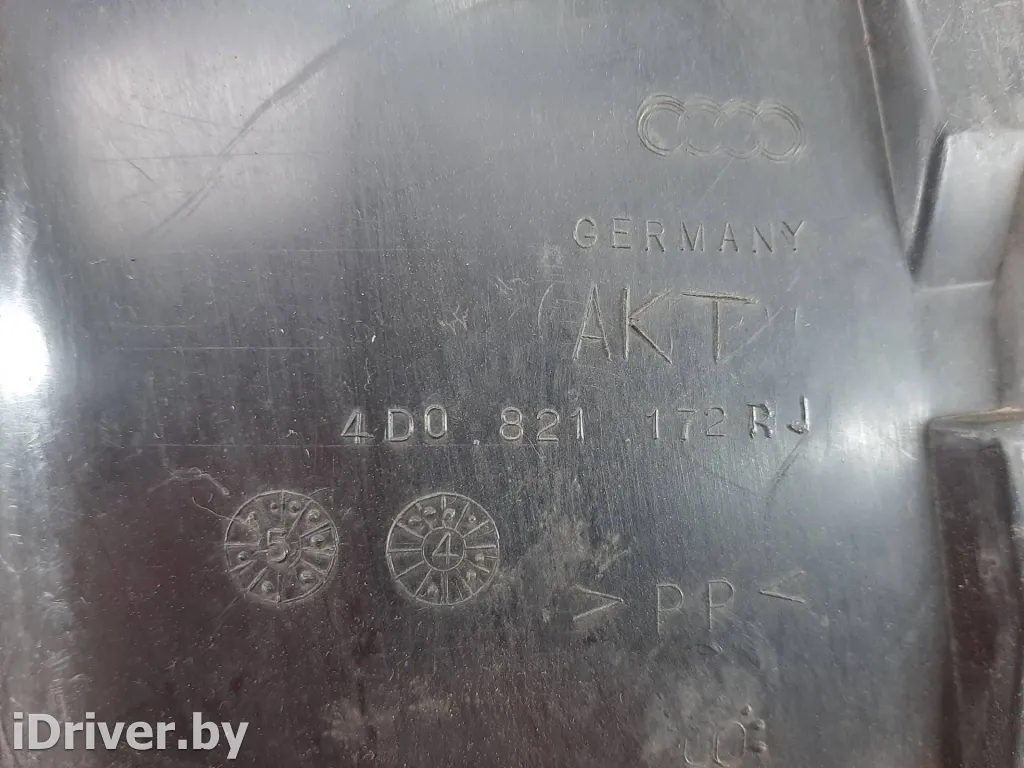 GERMANY
AKT
4D0 821 172 RJ
5 4
> PP <
iDriver.by